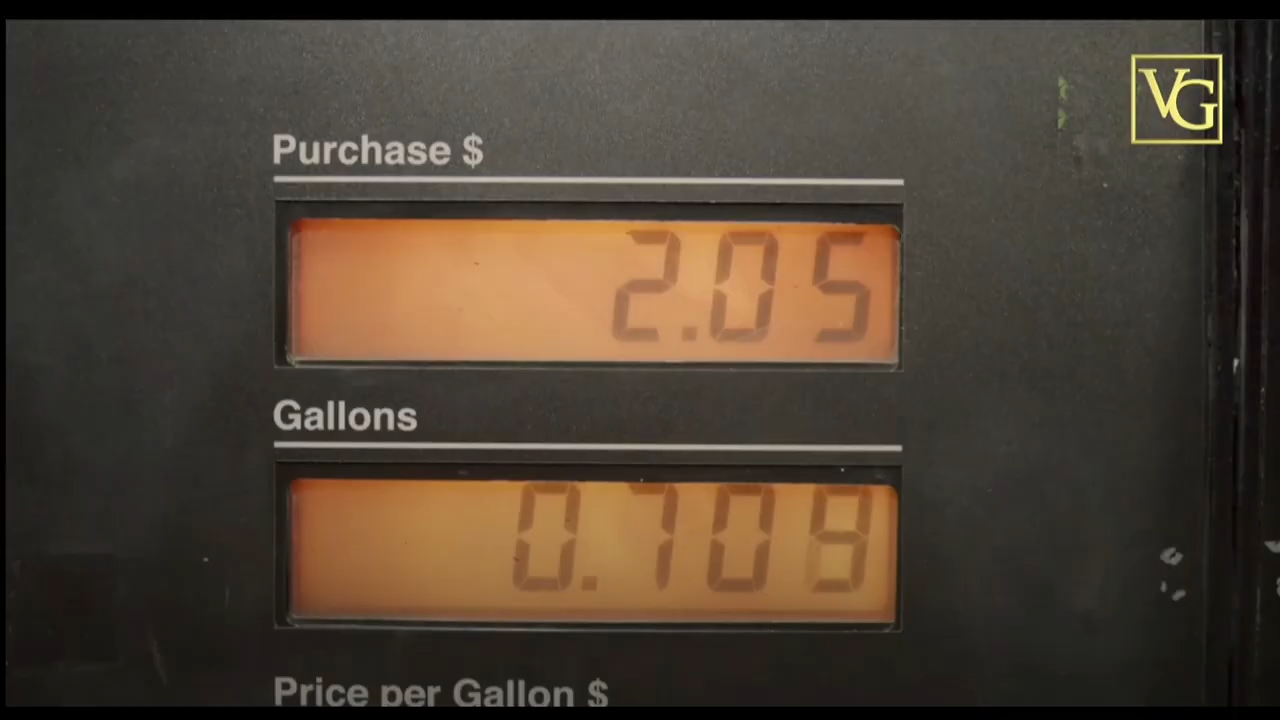 VG
Purchase $
2.05
Gallons
0.708
Price per Gallon $